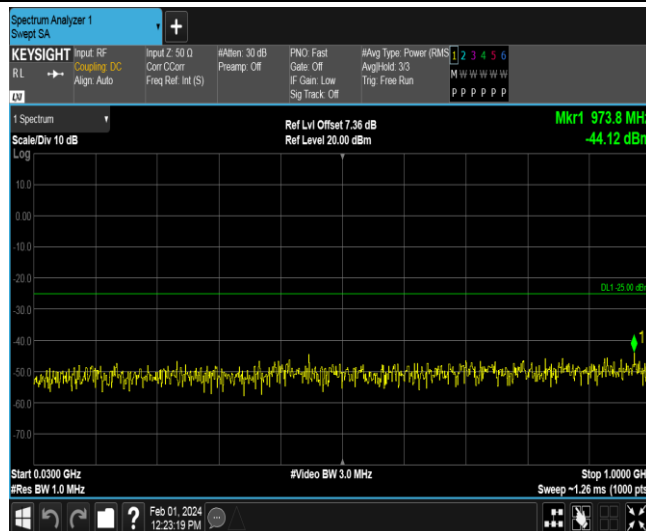 Spectrum Analyzer 1
Swept SA
+
KEYSIGHT
RL
Input: RF
Coupling: DC
Align: Auto
Input Z: 50 Ω
Corr CCorr
Freq Ref: Int (S)
#Atten: 30 dB
Preamp: Off
PNO: Fast
Gate: Off
IF Gain: Low
Sig Track: Off
#Avg Type: Power (RMS
Avg|Hold: 3/3
Trig: Free Run
1 2 3 4 5 6
M W W W W W
P P P P P P
1 Spectrum
Scale/Div 10 dB
Ref Lvl Offset 7.36 dB
Ref Level 20.00 dBm
Mkr1 973.8 MHz
-44.12 dBm
Log
10.0
0.00
-10.0
-20.0
DL1 -25.00 dBm
-30.0
1
-40.0
-50.0
-60.0
-70.0
Start 0.0300 GHz
#Video BW 3.0 MHz
Stop 1.0000 GH
#Res BW 1.0 MHz
Sweep ~1.26 ms (1000 pts
?
Feb 01, 2024
12:23:19 PM